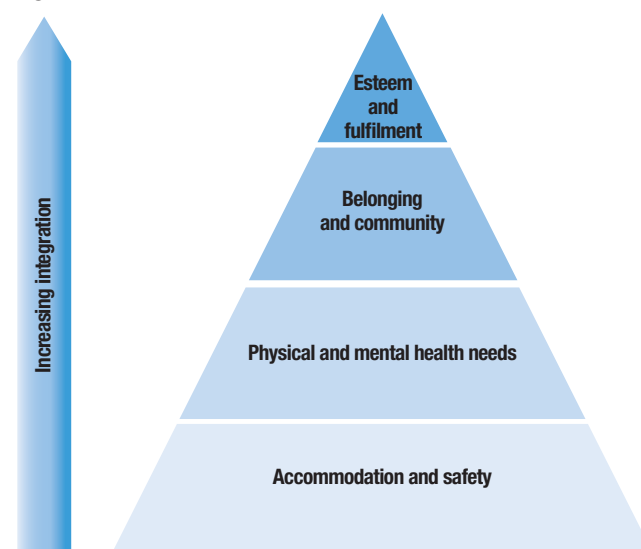 Esteem
and
fulfilment
Belonging
and community
Increasing integration
Physical and mental health needs
Accommodation and safety